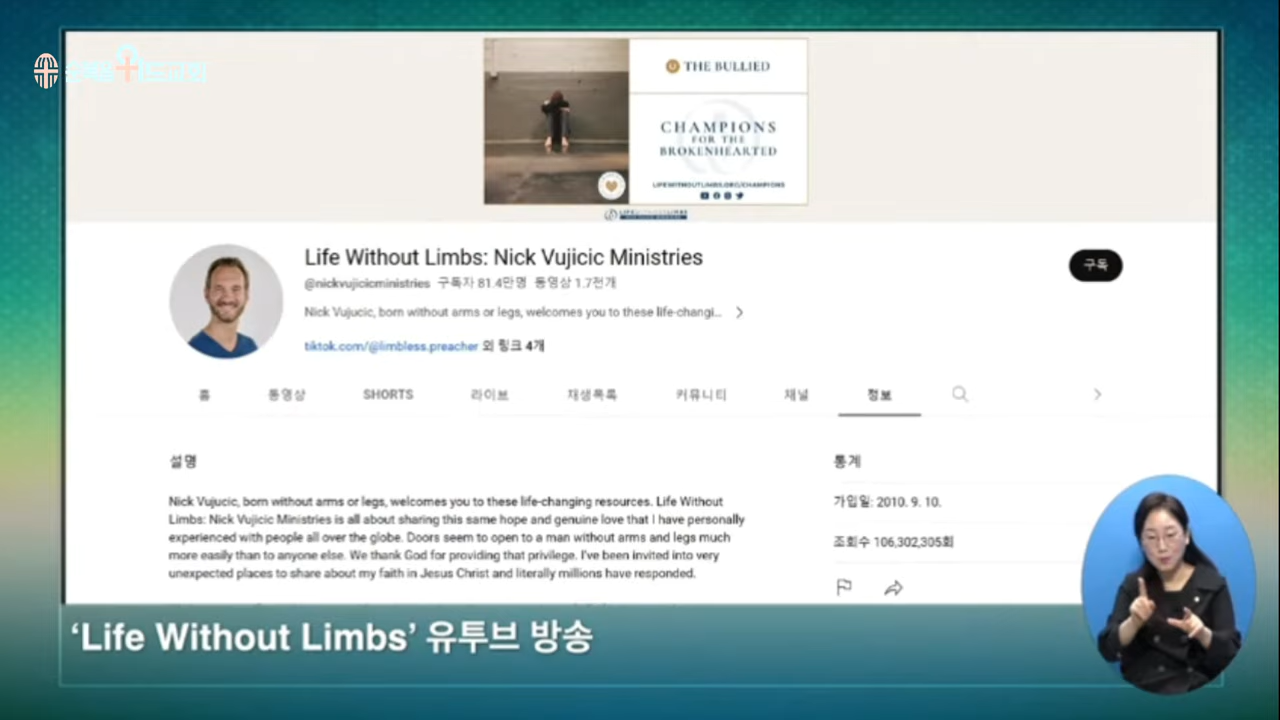 THE BULLIED
CHAMPIONS
FOR THE
BROKENHEARTED
LIFEWITHOUTLIMBS.ORG/CHAMPIONS
LIFEWITHOUTLIMBS
Life Without Limbs: Nick Vujicic Ministries
@nickvujicicministries 구독자 81.4만명 동영상 1.7천개
구독
Nick Vujucic, born without arms or legs, welcomes you to these life-changi...
tiktok.com/@limbless.preacher 외 링크 4개
홈 동영상 SHORTS 라이브 재생목록 커뮤니티 채널 정보
설명
Nick Vujucic, born without arms or legs, welcomes you to these life-changing resources. Life Without
Limbs: Nick Vujicic Ministries is all about sharing this same hope and genuine love that I have personally
experienced with people all over the globe. Doors seem to open to a man without arms and legs much
more easily than to anyone else. We thank God for providing that privilege. I've been invited into very
unexpected places to share about my faith in Jesus Christ and literally millions have responded.
통계
가입일: 2010. 9. 10.
조회수 106,302,305회
‘Life Without Limbs’ 유투브 방송